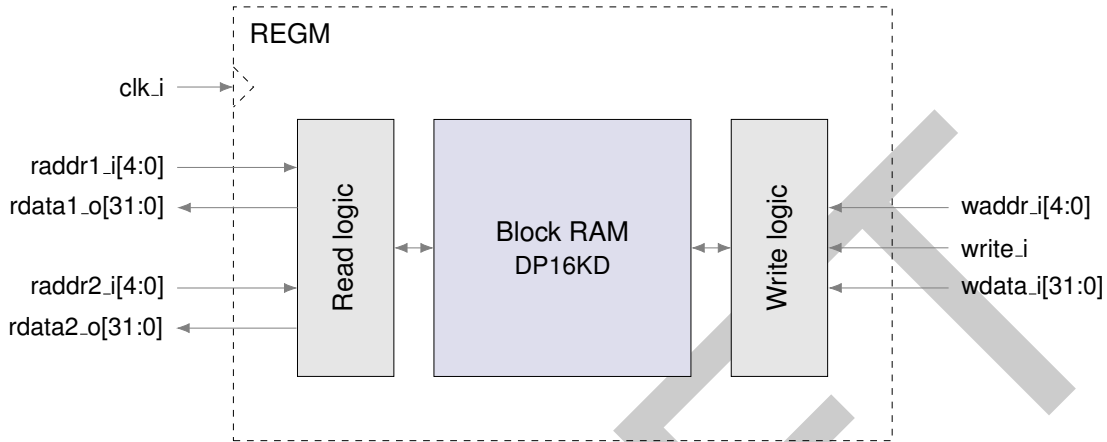 REGM
clk_i
raddr1_i[4:0]
rdata1_o[31:0]
raddr2_i[4:0]
rdata2_o[31:0]
Read logic
Block RAM
DP16KD
Write logic
waddr_i[4:0]
write_i
wdata_i[31:0]